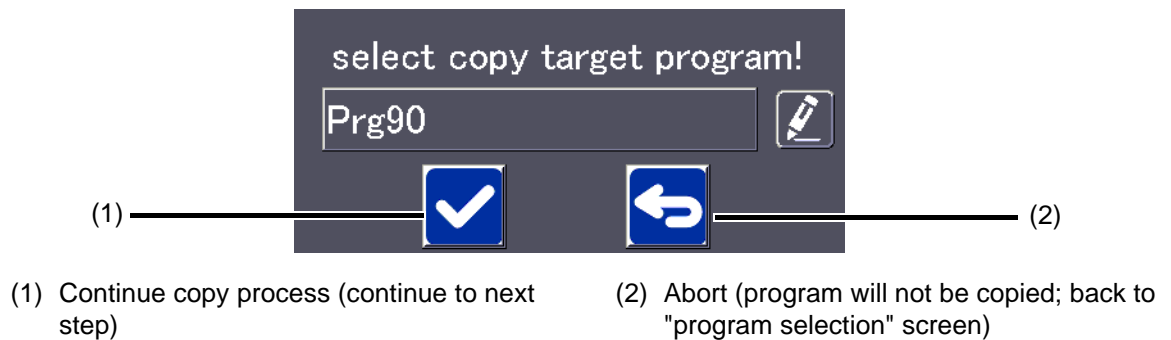 select copy target program!
Prg90
(1)
(2)
(1) Continue copy process (continue to next
step)
(2) Abort (program will not be copied; back to
"program selection" screen)